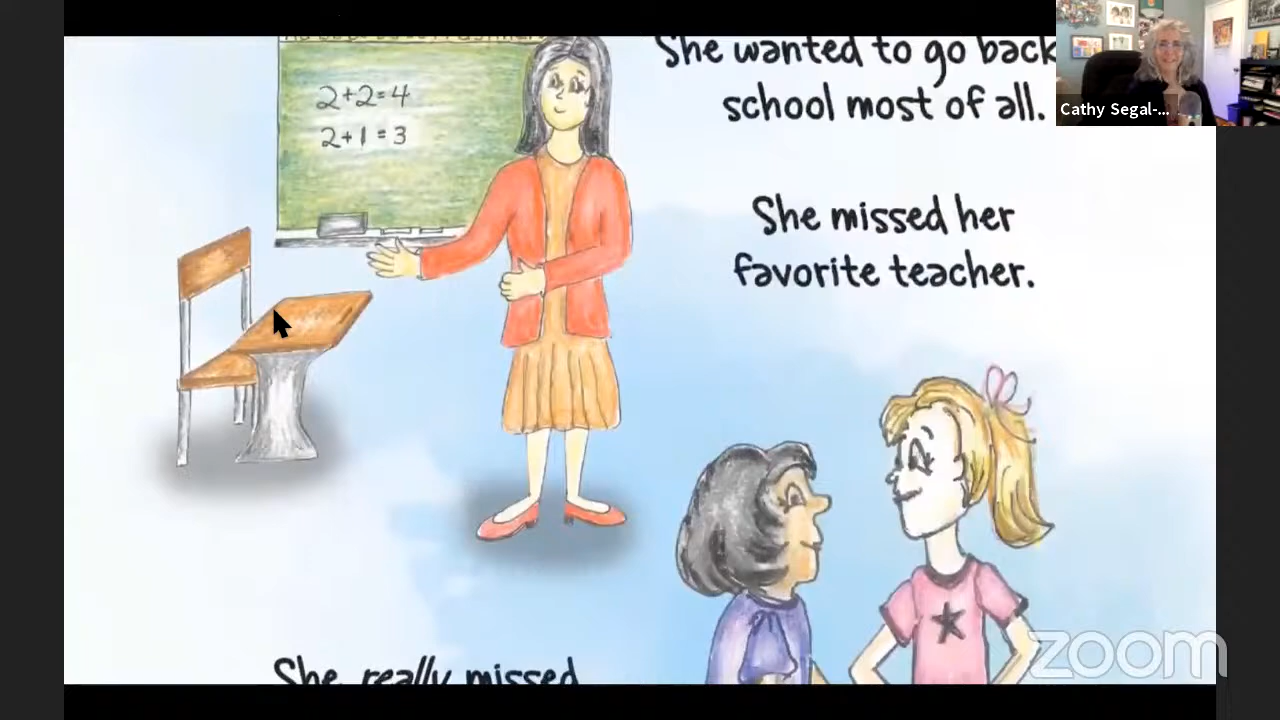 She wanted to go back
school most of all.
Cathy Segal-...
2+2=4
2+1=3
She missed her
favorite teacher.
She really missed
zoom